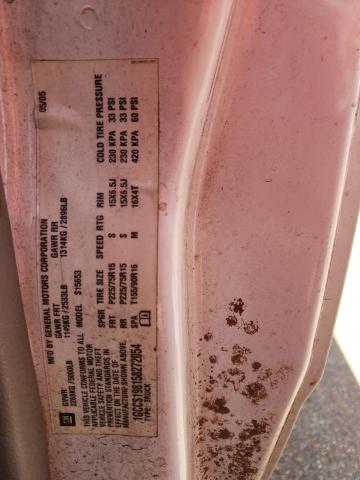 MFD BY GENERAL MOTORS CORPORATION
05/05
GVWR GAWR FRT GAWR RR
2268KG /5000LB 1149KG /2533LB 1314KG /2896LB
THIS VEHICLE CONFORMS TO ALL
APPLICABLE FEDERAL MOTOR
VEHICLE SAFETY AND THEFT
PREVENTION STANDARDS IN
EFFECT ON THE DATE OF
MANUFACTURE SHOWN ABOVE.
1GCCS198158272054
TYPE: TRUCK
MODEL: S15653
SPGR TIRE SIZE SPEED RTG RIM COLD TIRE PRESSURE
FRT P225/75R15 S 15X6.5J 230 KPA 33 PSI
RR P225/75R15 S 15X6.5J 230 KPA 33 PSI
SPA T155/90R16 M 16X4T 420 KPA 60 PSI